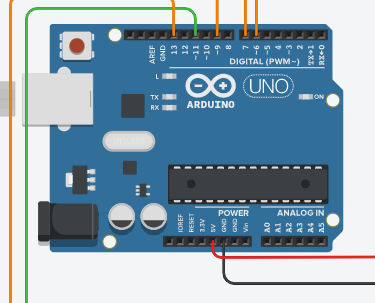 AREF
GND
13
12
~11
~10
~9
8
7
~6
~5
4
~3
2
TX→1
RX←0
DIGITAL (PWM~)
L
TX
RX
ARDUINO
UNO
ON
IOREF
RESET
3.3V
5V
GND
GND
Vin
POWER
ANALOG IN
A0
A1
A2
A3
A4
A5